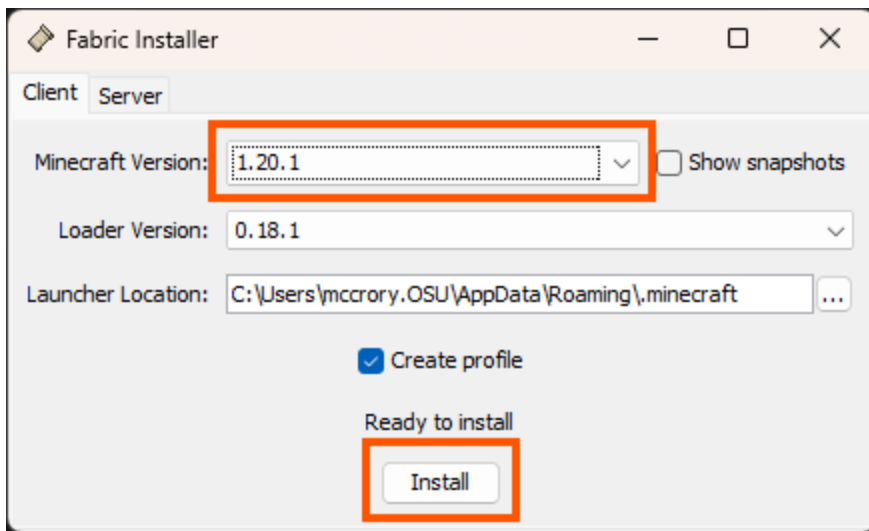 Fabric Installer
Client Server
Minecraft Version: 1.20.1 Show snapshots
Loader Version: 0.18.1
Launcher Location: C:\Users\mccrory.OSU\AppData\Roaming\.minecraft ...
Create profile
Ready to install
Install